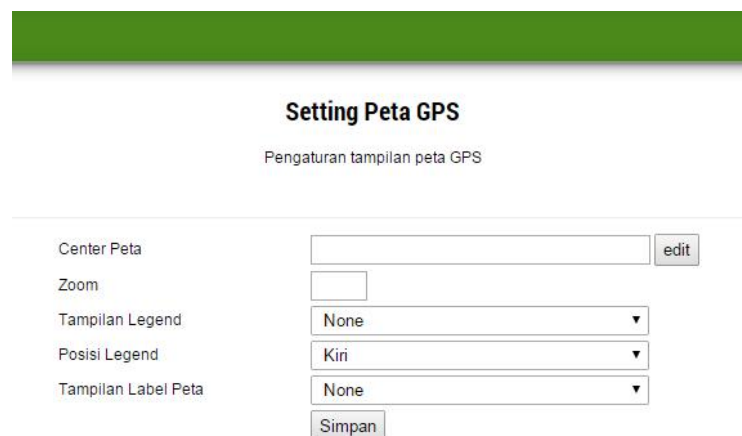 Setting Peta GPS
Pengaturan tampilan peta GPS
Center Peta edit
Zoom
Tampilan Legend None
Posisi Legend Kiri
Tampilan Label Peta None
Simpan